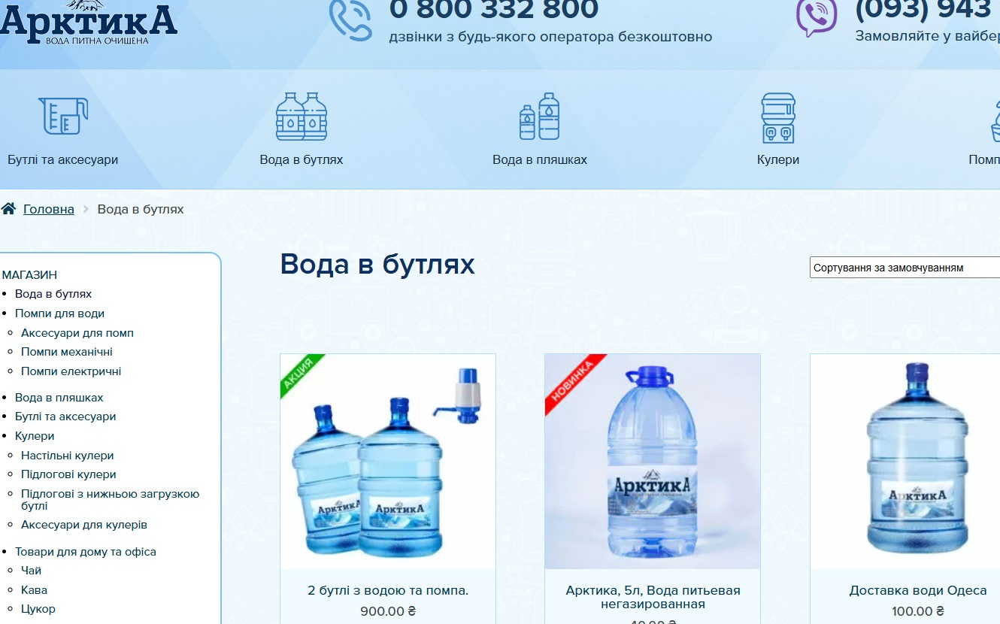 АрктикА
ВОДА ПИТНА ОЧИЩЕНА
0 800 332 800
дзвінки з будь-якого оператора безкоштовно
(093) 943
Замовляйте у вайбер
Бутлі та аксесуари
Вода в бутлях
Вода в пляшках
Кулери
Помп
Головна > Вода в бутлях
МАГАЗИН
Вода в бутлях
Помпи для води
Аксесуари для помп
Помпи механічні
Помпи електричні
Вода в пляшках
Бутлі та аксесуари
Кулери
Настільні кулери
Підлогові кулери
Підлогові з нижньою загрузкою
бутлі
Аксесуари для кулерів
Товари для дому та офіса
Чай
Кава
Цукор
Вода в бутлях
Сортування за замовчуванням
АКЦИЯ
АрктикА
АрктикА
2 бутлі з водою та помпа.
900.00 ₴
НОВИНКА
АрктикА
ВОДА ПИТНА ОЧИЩЕНА
Арктика, 5л, Вода питьевая
негазированная
40.00 ₴
АрктикА
Доставка води Одеса
100.00 ₴